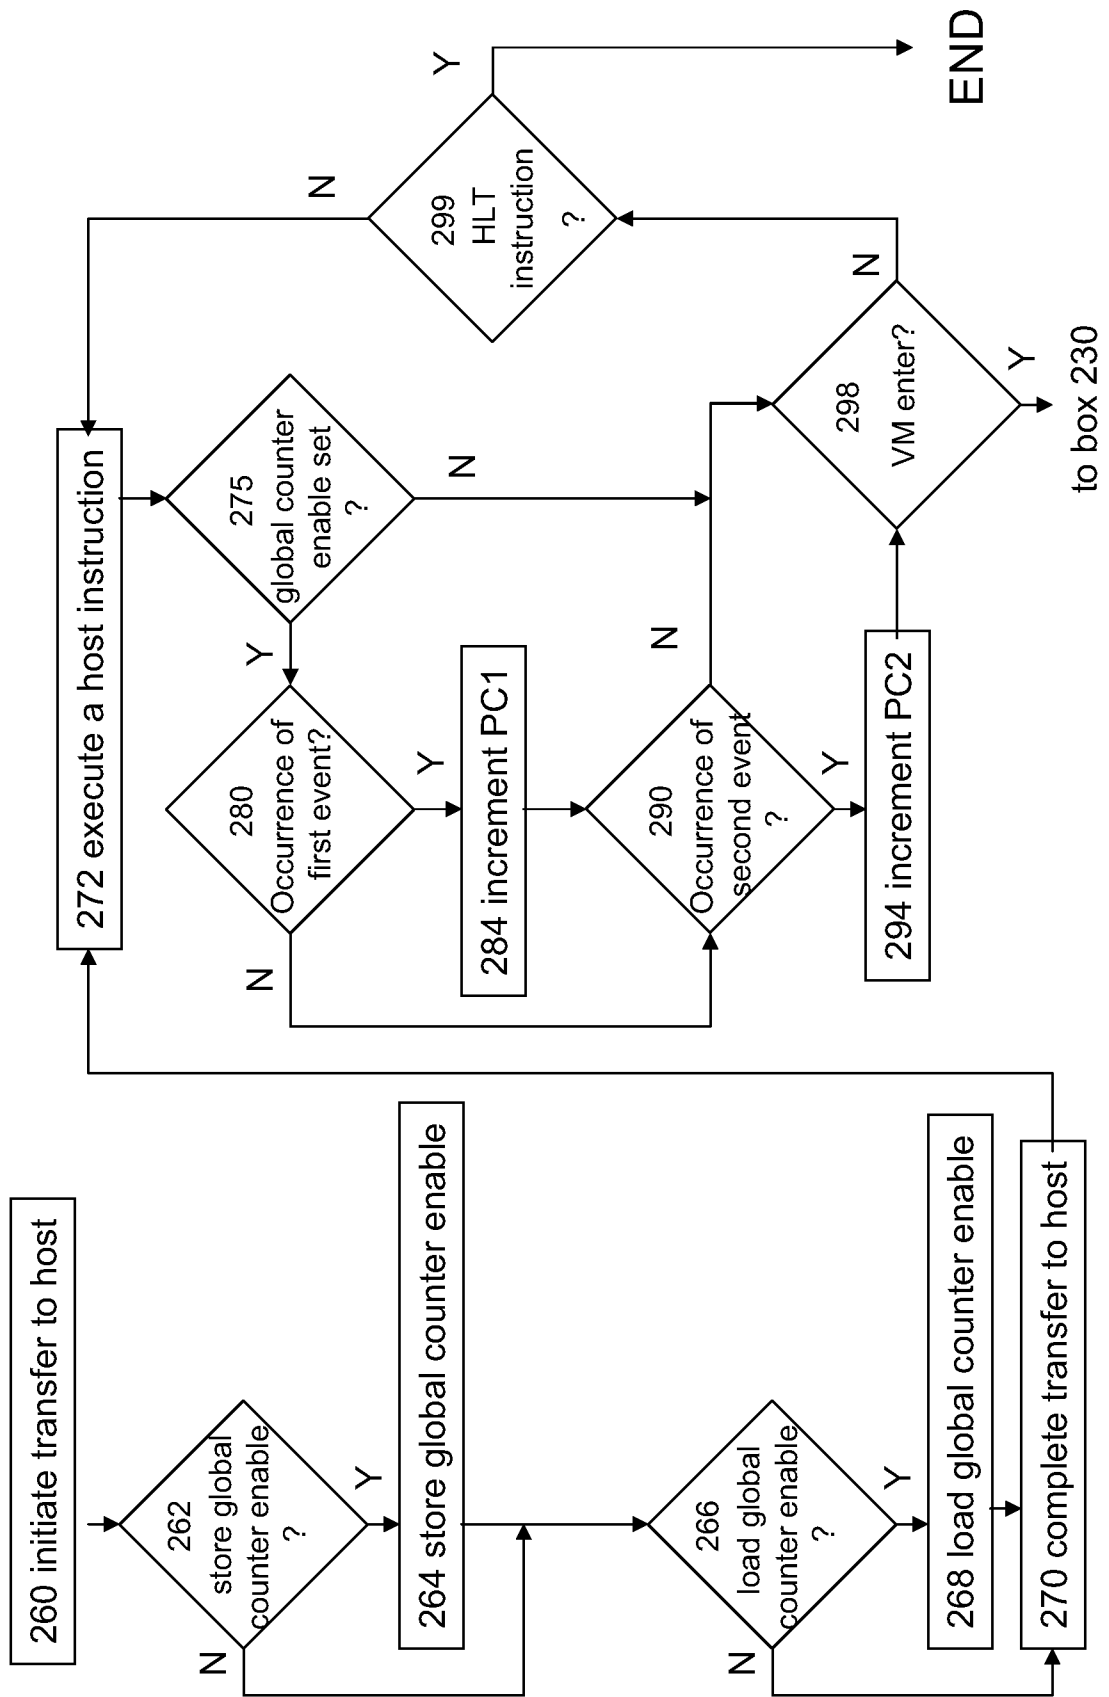 260 initiate transfer to host
262
store global
counter enable
?
N
Y
264 store global counter enable
266
load global
counter enable
?
N
Y
268 load global counter enable
270 complete transfer to host
272 execute a host instruction
275
global counter
enable set
?
Y
N
280
Occurrence of
first event?
N
Y
284 increment PC1
290
Occurrence of
second event
?
N
Y
294 increment PC2
298
VM enter?
N
Y
to box 230
299
HLT
instruction
?
N
Y
END